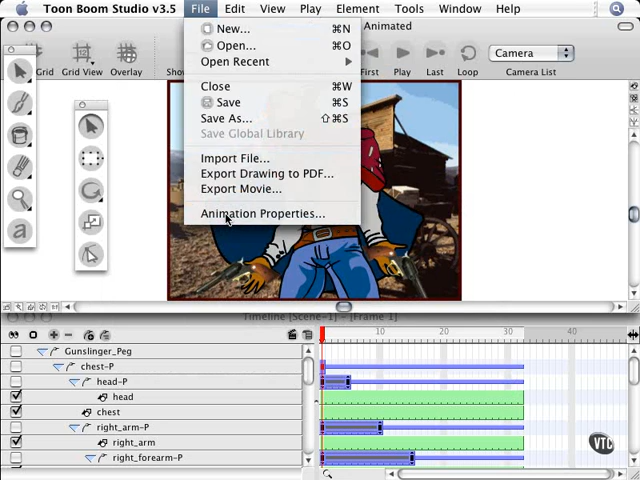 Toon Boom Studio v3.5 File Edit View Play Element Tools Window Help
Animated
New... ⌘N
Open... ⌘O
Open Recent
Close ⌘W
Save ⌘S
Save As... ⇧⌘S
Save Global Library
Import File...
Export Drawing to PDF...
Export Movie...
Animation Properties...
Grid Grid View Overlay
First Play Last Loop Camera List
Camera
Timeline [Scene-1] - [Frame 1]
10 20 30 40
Gunslinger_Peg
chest-P
head-P
head
chest
right_arm-P
right_arm
right_forearm-P
VTC